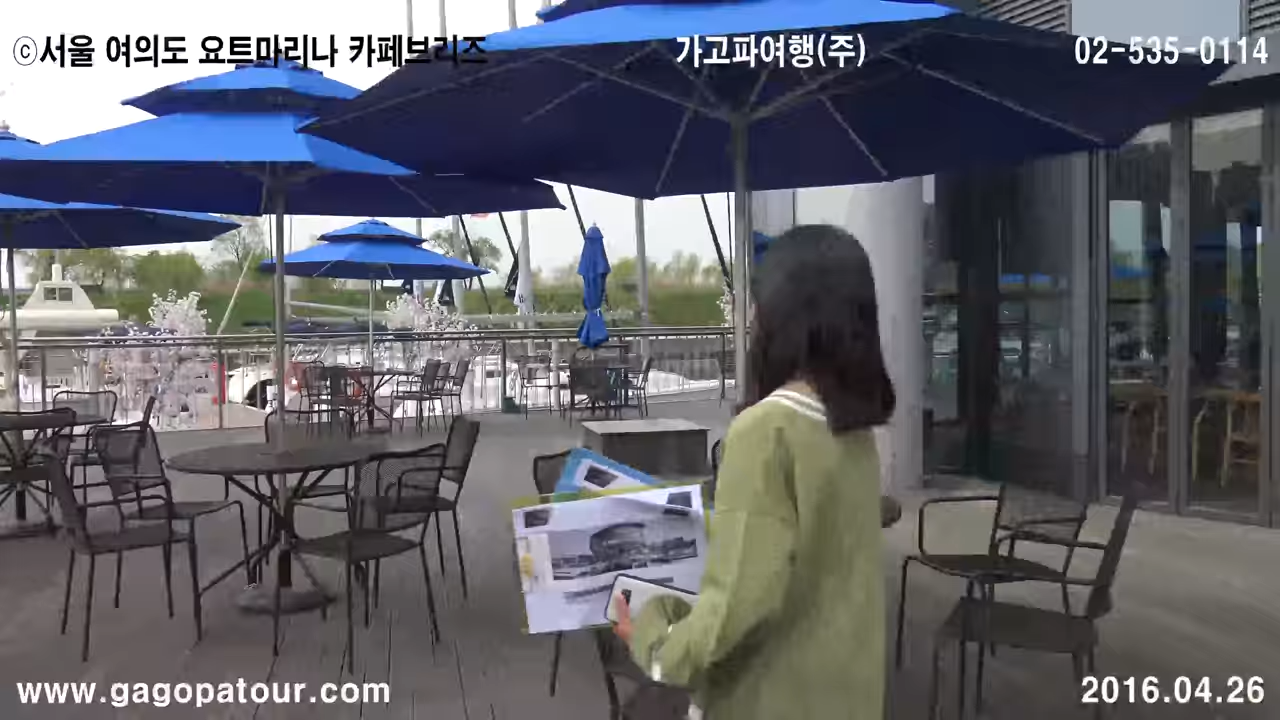 ⓒ서울 여의도 요트마리나 카페브리즈
가고파여행(주)
02-535-0114
www.gagopatour.com
2016.04.26